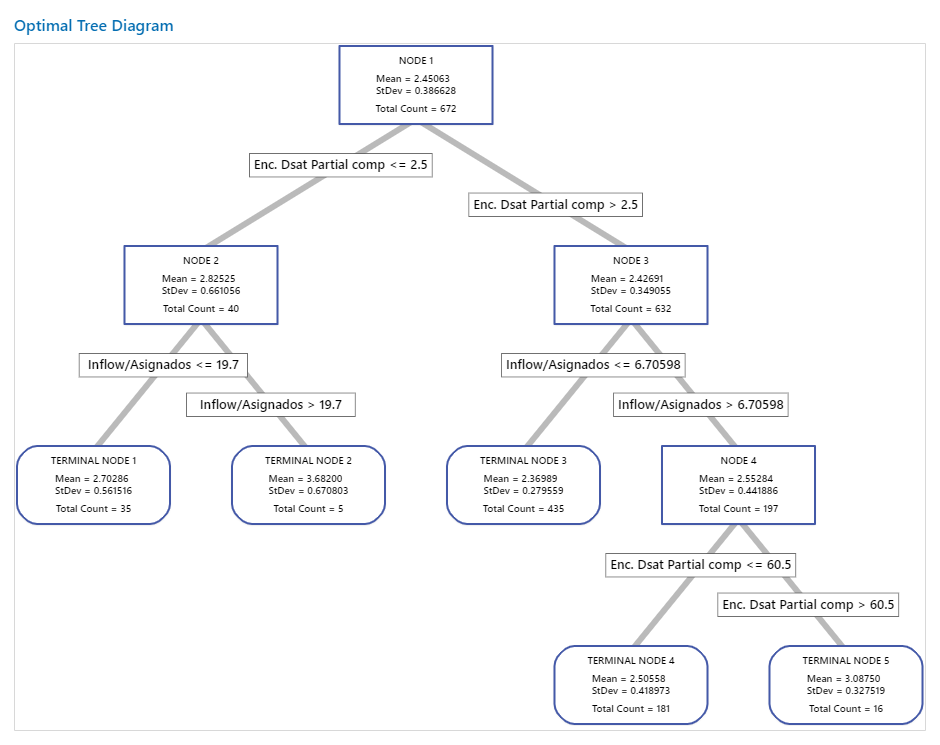 Optimal Tree Diagram
NODE 1
Mean = 2.45063
StDev = 0.386628
Total Count = 672
Enc. Dsat Partial comp <= 2.5
Enc. Dsat Partial comp > 2.5
NODE 2
Mean = 2.82525
StDev = 0.661056
Total Count = 40
NODE 3
Mean = 2.42691
StDev = 0.349055
Total Count = 632
Inflow/Asignados <= 19.7
Inflow/Asignados > 19.7
Inflow/Asignados <= 6.70598
Inflow/Asignados > 6.70598
TERMINAL NODE 1
Mean = 2.70286
StDev = 0.561516
Total Count = 35
TERMINAL NODE 2
Mean = 3.68200
StDev = 0.670803
Total Count = 5
TERMINAL NODE 3
Mean = 2.36989
StDev = 0.279559
Total Count = 435
NODE 4
Mean = 2.55284
StDev = 0.441886
Total Count = 197
Enc. Dsat Partial comp <= 60.5
Enc. Dsat Partial comp > 60.5
TERMINAL NODE 4
Mean = 2.50558
StDev = 0.418973
Total Count = 181
TERMINAL NODE 5
Mean = 3.08750
StDev = 0.327519
Total Count = 16